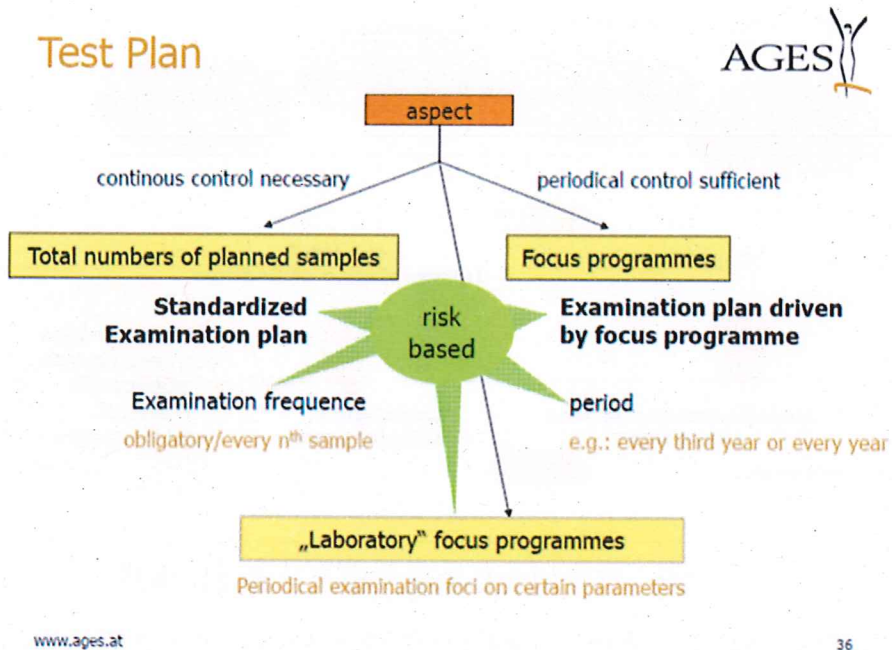 Test Plan
AGES
aspect
continous control necessary
periodical control sufficient
Total numbers of planned samples
Focus programmes
Standardized
Examination plan
risk
based
Examination plan driven
by focus programme
Examination frequence
obligatory/every nth sample
period
e.g.: every third year or every year
„Laboratory“ focus programmes
Periodical examination foci on certain parameters
www.ages.at
36